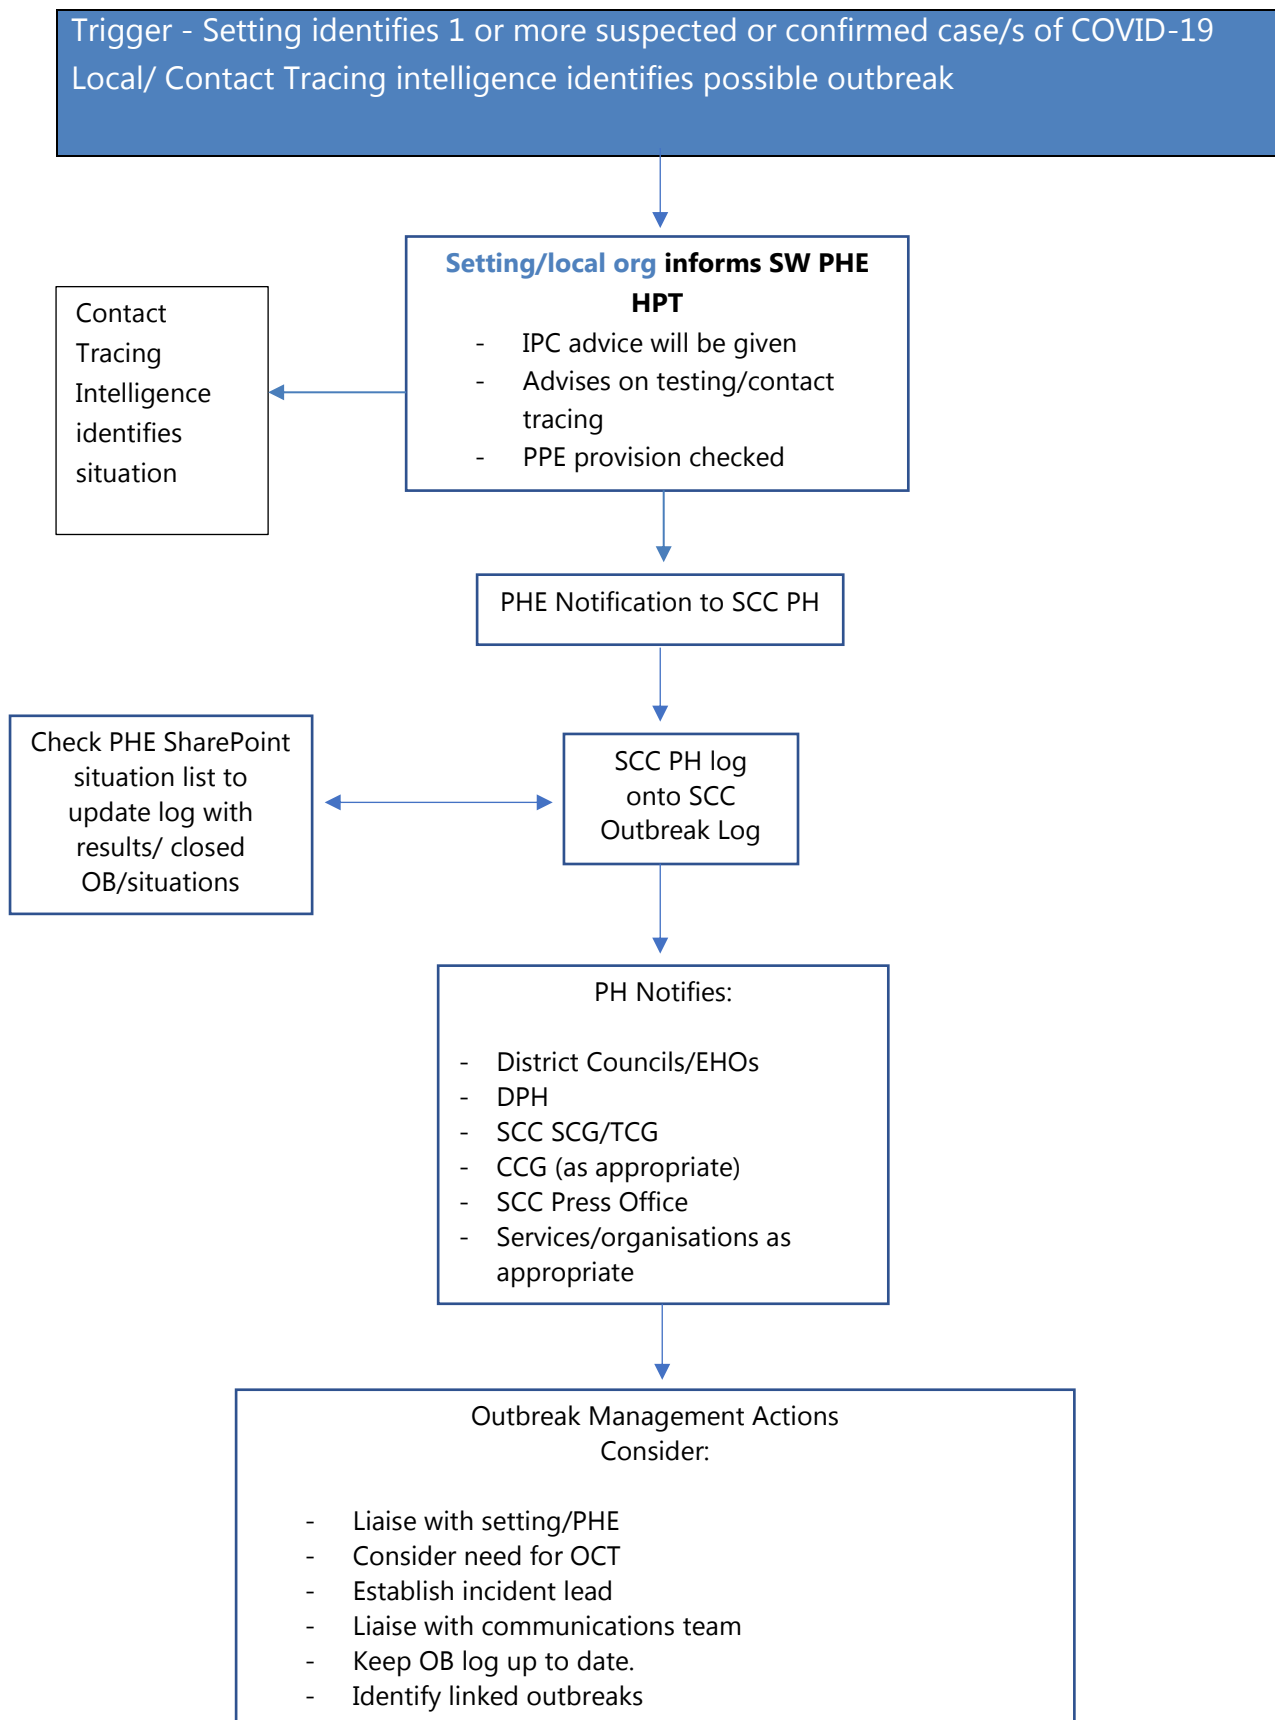 Trigger - Setting identifies 1 or more suspected or confirmed case/s of COVID-19
Local/ Contact Tracing intelligence identifies possible outbreak
Setting/local org informs SW PHE
HPT
- IPC advice will be given
- Advises on testing/contact
tracing
- PPE provision checked
Contact
Tracing
Intelligence
identifies
situation
PHE Notification to SCC PH
Check PHE SharePoint
situation list to
update log with
results/ closed
OB/situations
SCC PH log
onto SCC
Outbreak Log
PH Notifies:
- District Councils/EHOs
- DPH
- SCC SCG/TCG
- CCG (as appropriate)
- SCC Press Office
- Services/organisations as
appropriate
Outbreak Management Actions
Consider:
- Liaise with setting/PHE
- Consider need for OCT
- Establish incident lead
- Liaise with communications team
- Keep OB log up to date.
- Identify linked outbreaks